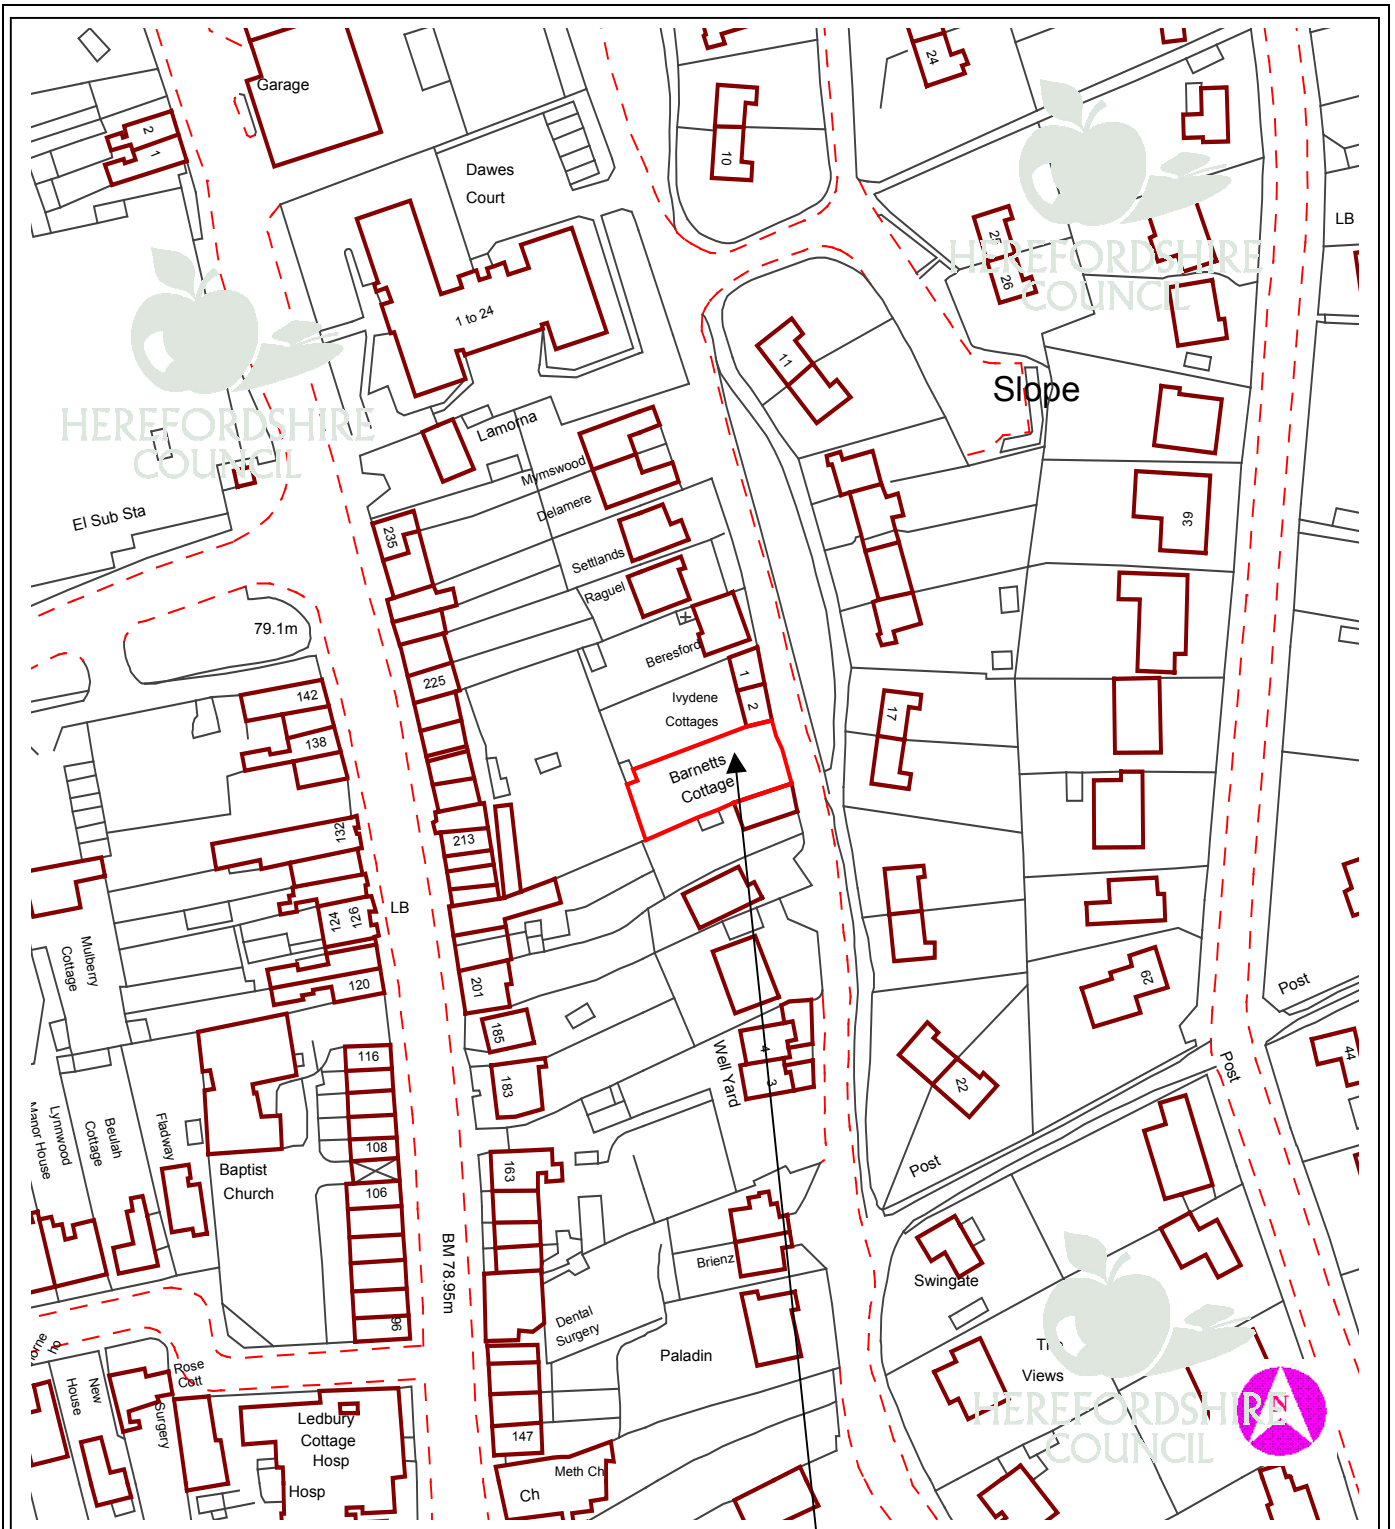 Garage
24
2
1
10
Dawes
Court
LB
25
26
HEREFORDSHIRE
COUNCIL
1 to 24
11
HEREFORDSHIRE
COUNCIL
Slope
Lamorna
Mymswood
Delamere
El Sub Sta
235
39
Settlands
Raguel
79.1m
Beresford
225
1
2
142
Ivydene
Cottages
17
138
Barnetts
Cottage
132
213
124
126
LB
Mulberry
Cottage
120
201
29
Post
185
116
4
3
Well Yard
183
22
Post
44
Manor House
Lynnwood
Beulah
Cottage
Fladway
108
Baptist
Church
106
163
Post
BM 78.95m
Brienz
Swingate
96
Dental
Surgery
Paladin
Views
HEREFORDSHIRE
COUNCIL
N
Rose
Cott
New
House
Surgery
Ledbury
Cottage
Hosp
147
Meth Ch
Ch
Hosp